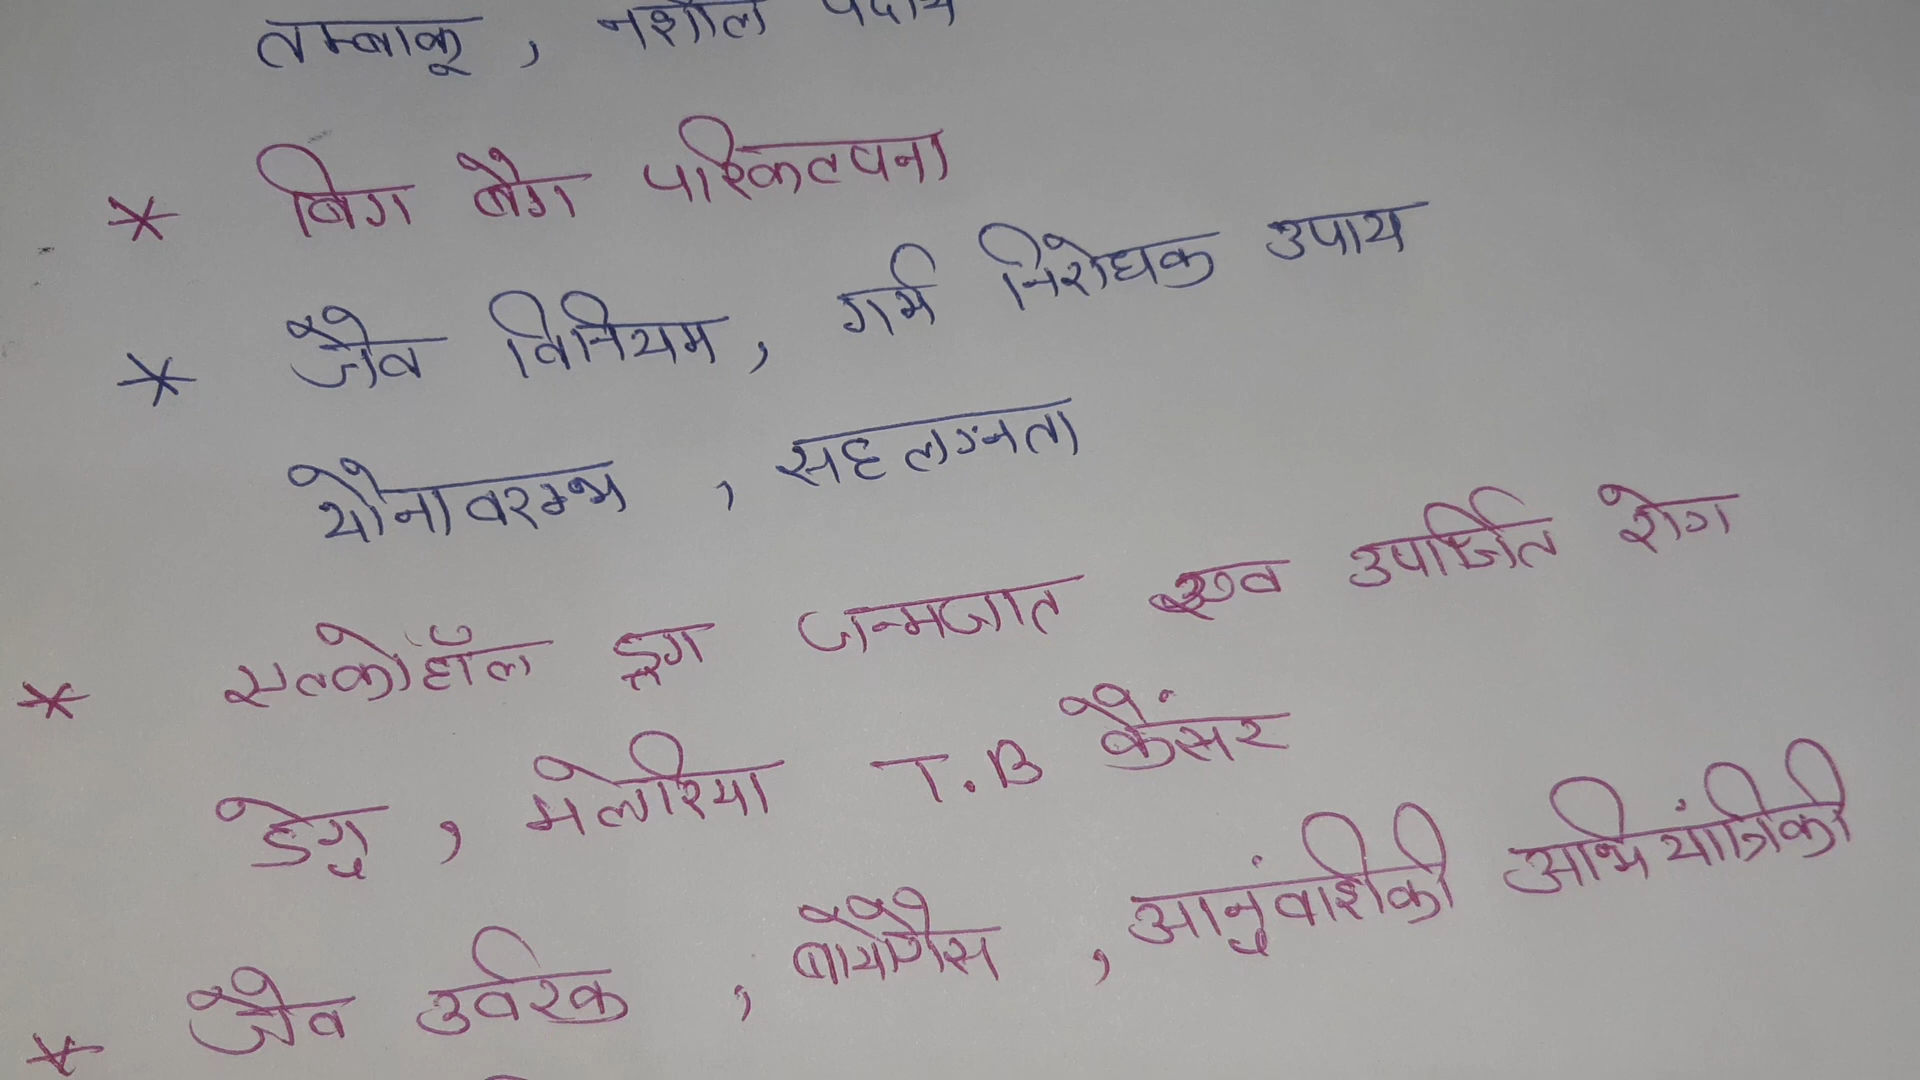 तम्बाकू , नशीले पदार्थ
* बिग बैग परिकल्पना
* जैव विनियम , गर्भ निरोधक उपाय
यौनावरम्भ , सहलग्नता
* एल्कोहॉल ड्रग जन्मजात एव उपार्जित रोग
डेगु , मलेरिया T.B कैंसर
* जैव उर्वरक , बायोगैस , आनुंवाशिकी अभियांत्रिकी